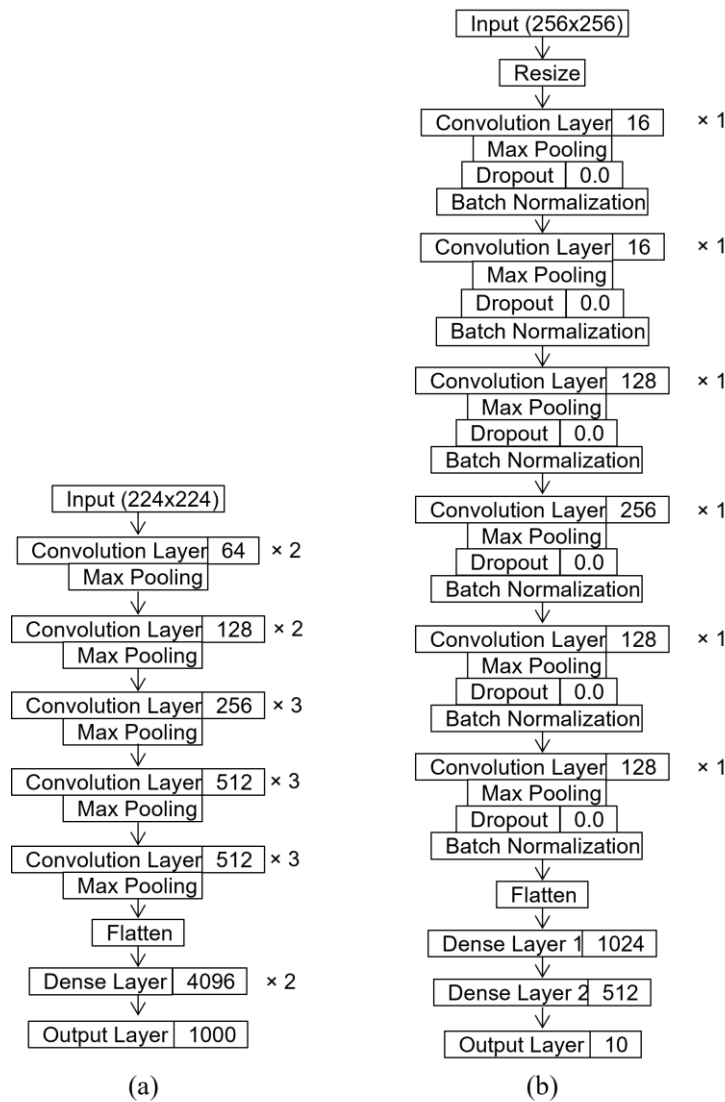 Input (224x224)
Convolution Layer 64 × 2
Max Pooling
Convolution Layer 128 × 2
Max Pooling
Convolution Layer 256 × 3
Max Pooling
Convolution Layer 512 × 3
Max Pooling
Convolution Layer 512 × 3
Max Pooling
Flatten
Dense Layer 4096 × 2
Output Layer 1000
(a)
Input (256x256)
Resize
Convolution Layer 16 × 1
Max Pooling
Dropout 0.0
Batch Normalization
Convolution Layer 16 × 1
Max Pooling
Dropout 0.0
Batch Normalization
Convolution Layer 128 × 1
Max Pooling
Dropout 0.0
Batch Normalization
Convolution Layer 256 × 1
Max Pooling
Dropout 0.0
Batch Normalization
Convolution Layer 128 × 1
Max Pooling
Dropout 0.0
Batch Normalization
Convolution Layer 128 × 1
Max Pooling
Dropout 0.0
Batch Normalization
Flatten
Dense Layer 1 1024
Dense Layer 2 512
Output Layer 10
(b)